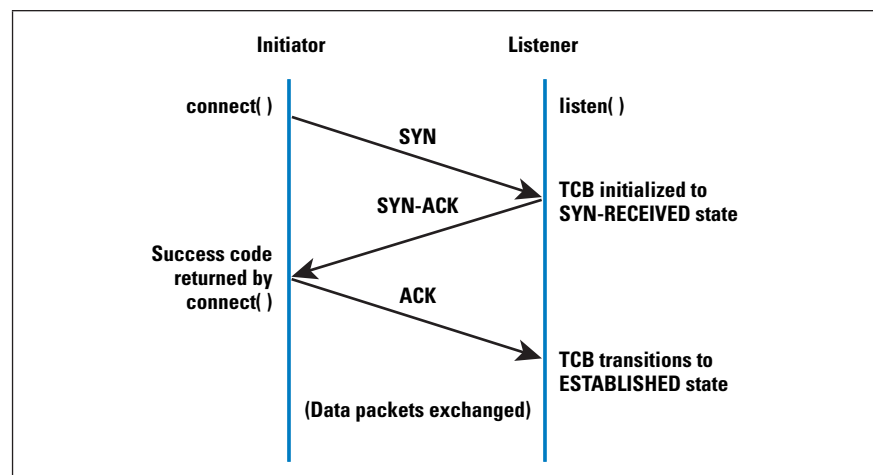 Initiator
Listener
connect( )
listen( )
SYN
TCB initialized to
SYN-RECEIVED state
SYN-ACK
Success code
returned by
connect( )
ACK
TCB transitions to
ESTABLISHED state
(Data packets exchanged)